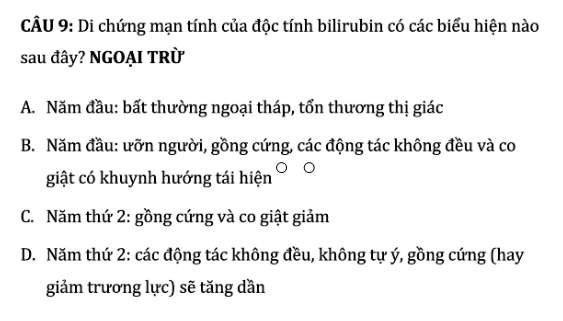 CÂU 9: Di chứng mạn tính của độc tính bilirubin có các biểu hiện nào
sau đây? NGOẠI TRỪ
A. Năm đầu: bất thường ngoại tháp, tổn thương thị giác
B. Năm đầu: ưỡn người, gồng cứng, các động tác không đều và co
giật có khuynh hướng tái hiện
C. Năm thứ 2: gồng cứng và co giật giảm
D. Năm thứ 2: các động tác không đều, không tự ý, gồng cứng (hay
giảm trương lực) sẽ tăng dần